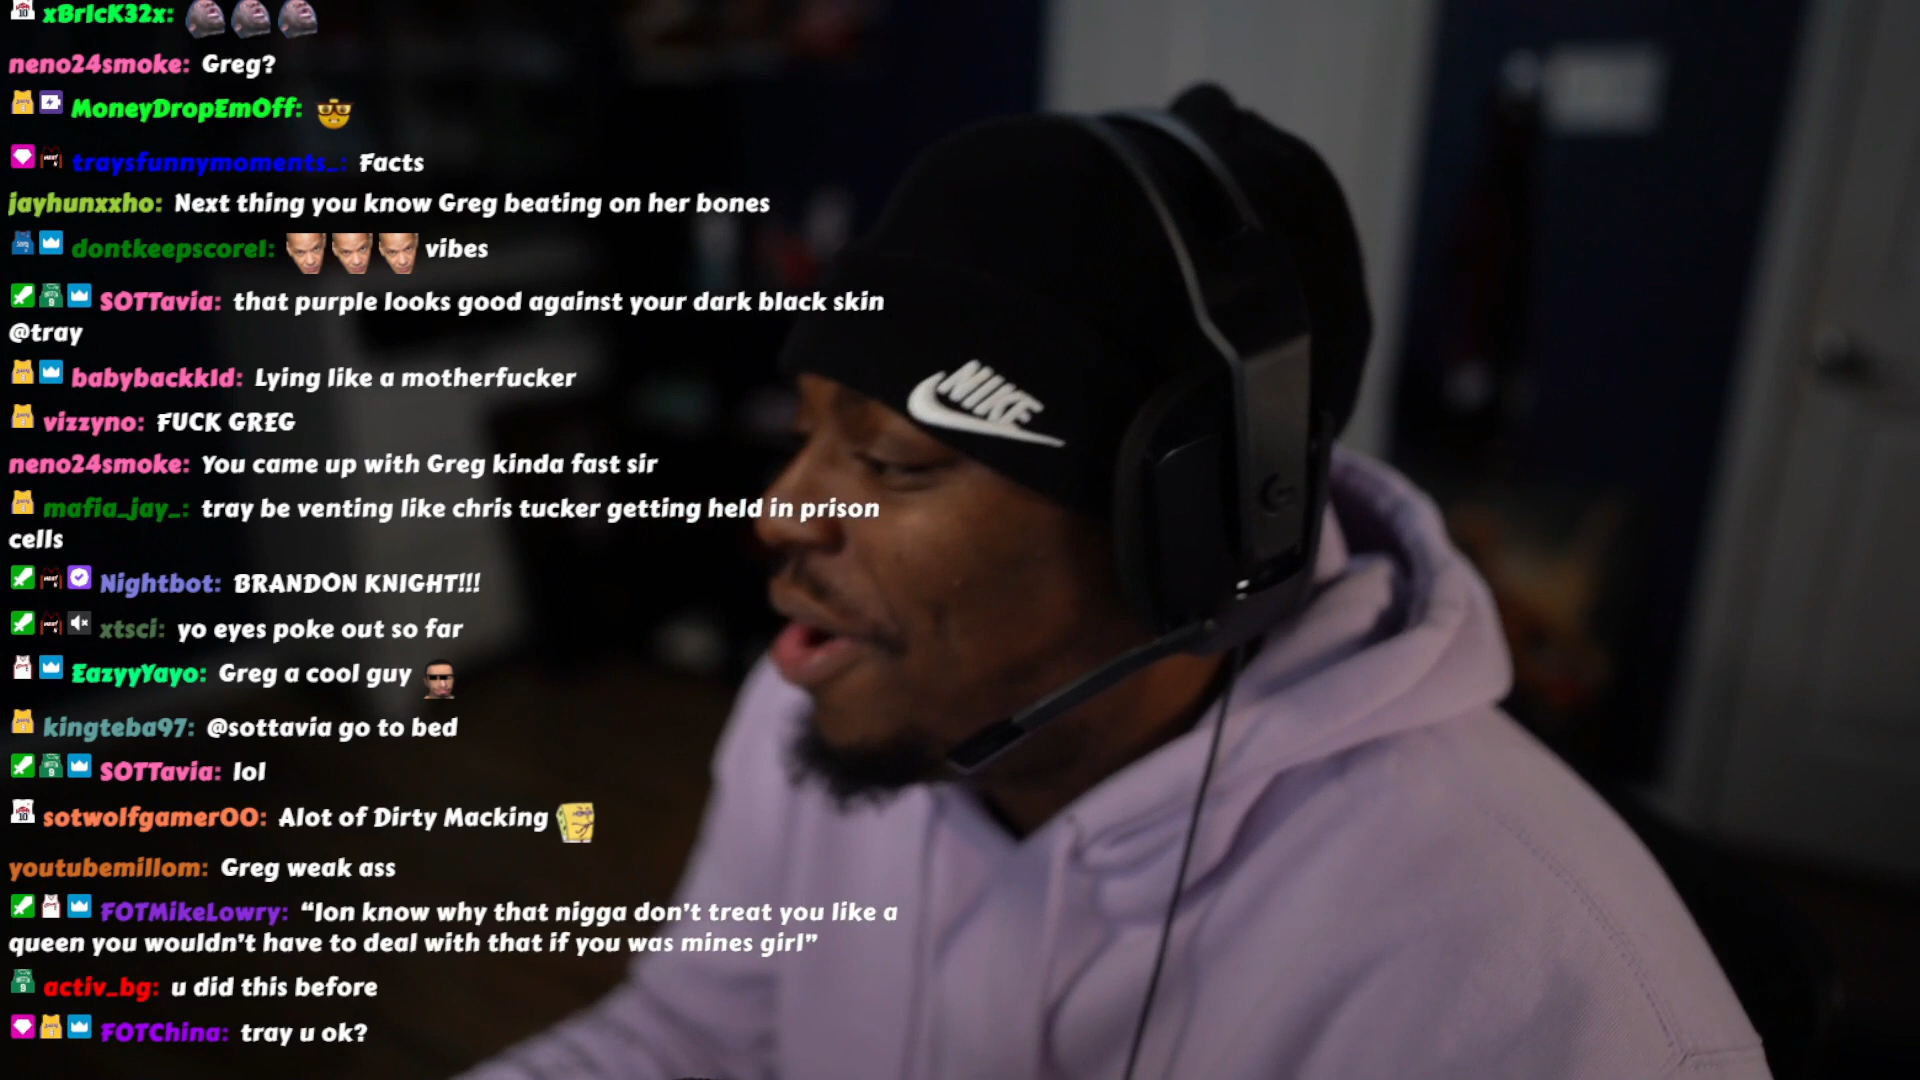 xBrIcK32x:
neno24smoke: Greg?
MoneyDropEmOff:
traysfunnymoments_: Facts
jayhunxxho: Next thing you know Greg beating on her bones
dontkeepscore1: vibes
SOTTavia: that purple looks good against your dark black skin
@tray
babybackk1d: Lying like a motherfucker
vizzyno: FUCK GREG
neno24smoke: You came up with Greg kinda fast sir
mafia_jay_: tray be venting like chris tucker getting held in prison
cells
Nightbot: BRANDON KNIGHT!!!
xtsci: yo eyes poke out so far
EazyyYayo: Greg a cool guy
kingteba97: @sottavia go to bed
SOTTavia: lol
sotwolfgamer00: Alot of Dirty Macking
youtubemillom: Greg weak ass
FOTMikeLowry: “Ion know why that nigga don't treat you like a
queen you wouldn't have to deal with that if you was mines girl”
activ_bg: u did this before
FOTChina: tray u ok?
NIKE